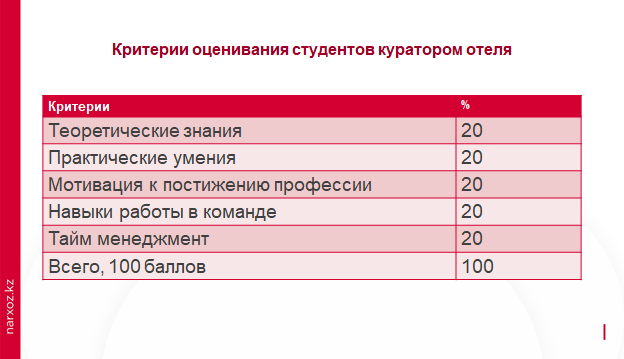 Критерии оценивания студентов куратором отеля
Критерии %
Теоретические знания 20
Практические умения 20
Мотивация к постижению профессии 20
Навыки работы в команде 20
Тайм менеджмент 20
Всего, 100 баллов 100
narxoz.kz